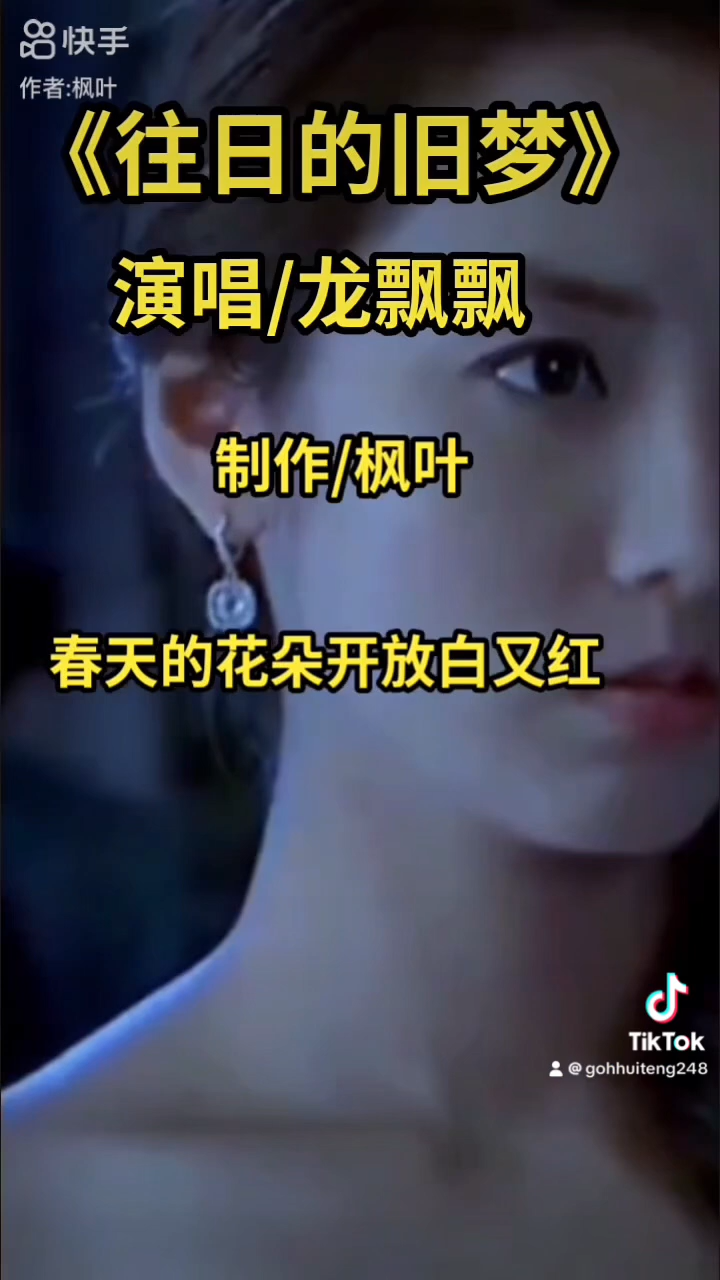 快手
作者:枫叶
《往日的旧梦》
演唱/龙飘飘
制作/枫叶
春天的花朵开放白又红
TikTok
@gohhuiteng248